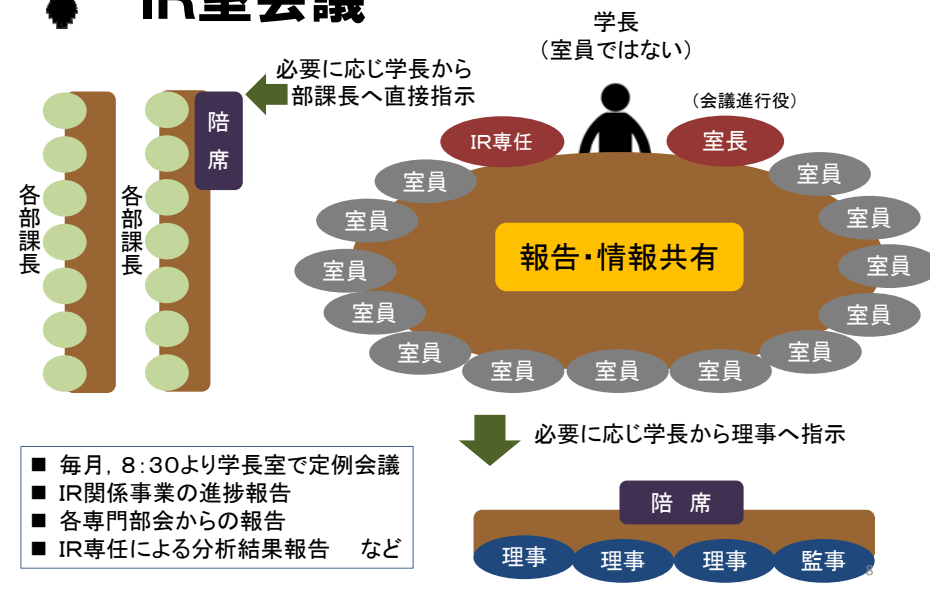 IR室会議
学長
（室員ではない）
必要に応じ学長から
部課長へ直接指示
（会議進行役）
陪
席
IR専任
室長
各部課長
各部課長
室員
室員
室員
室員
室員
室員
報告・情報共有
室員
室員
室員
室員
室員
室員
室員
室員
室員
必要に応じ学長から理事へ指示
■ 毎月，８：３０より学長室で定例会議
■ IR関係事業の進捗報告
■ 各専門部会からの報告
■ IR専任による分析結果報告　など
陪 席
理事
理事
理事
監事
8